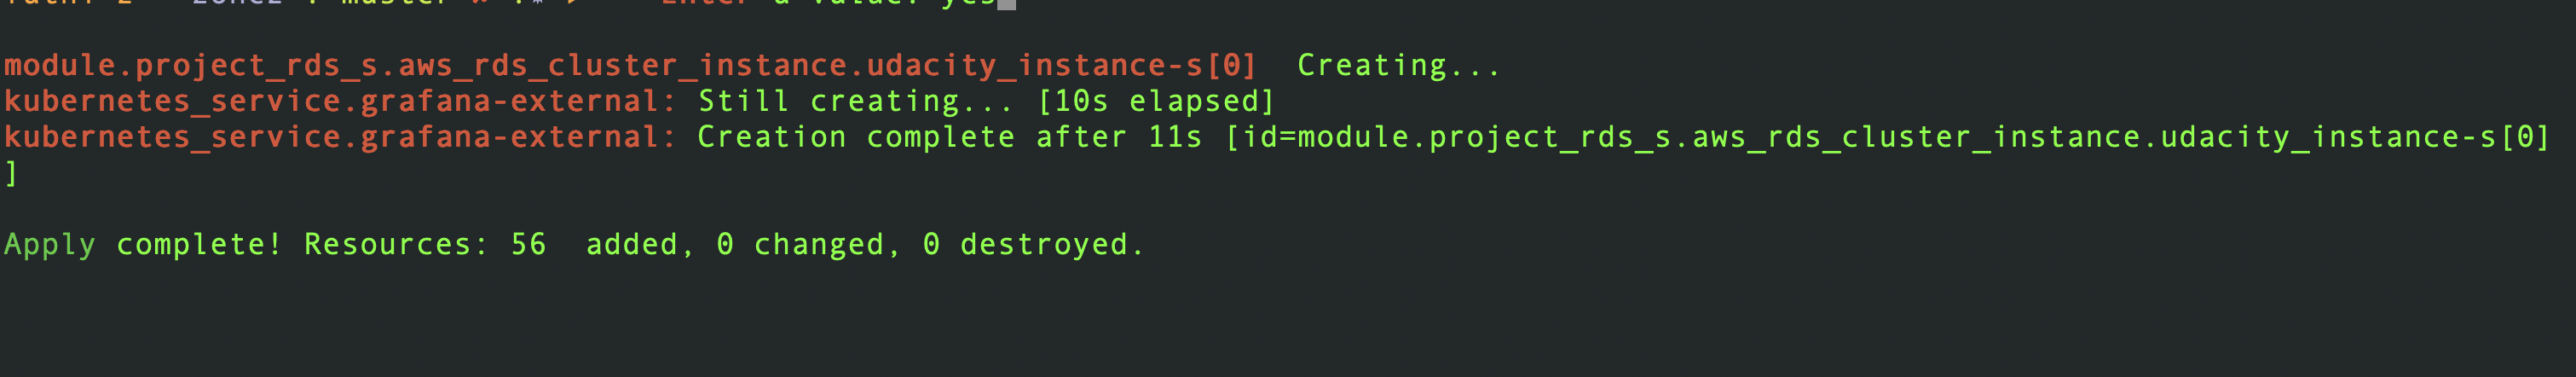 zone2 : master Enter a value: yes
module.project_rds_s.aws_rds_cluster_instance.udacity_instance-s[0]  Creating...
kubernetes_service.grafana-external: Still creating... [10s elapsed]
kubernetes_service.grafana-external: Creation complete after 11s [id=module.project_rds_s.aws_rds_cluster_instance.udacity_instance-s[0]
]
Apply complete! Resources: 56  added, 0 changed, 0 destroyed.